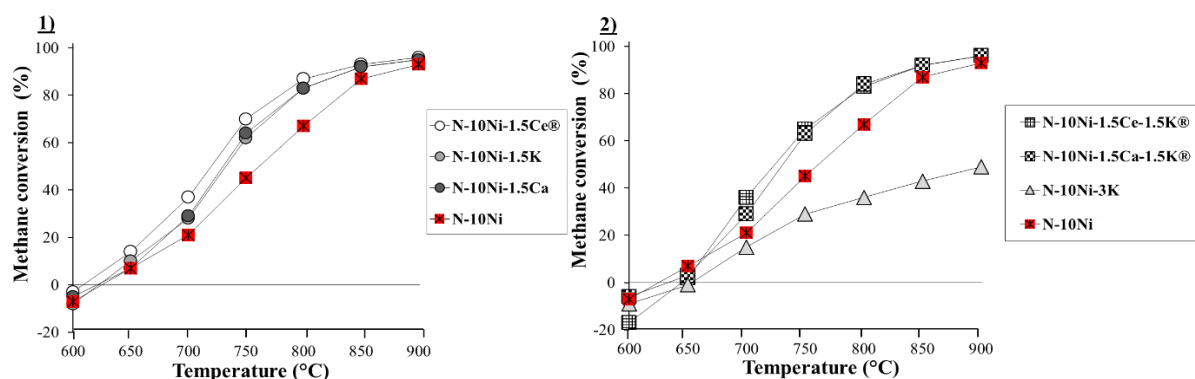 1)
Methane conversion (%)
100
80
60
40
20
0
-20
600 650 700 750 800 850 900
Temperature (°C)
N-10Ni-1.5Ce®
N-10Ni-1.5K
N-10Ni-1.5Ca
N-10Ni
2)
Methane conversion (%)
100
80
60
40
20
0
-20
600 650 700 750 800 850 900
Temperature (°C)
N-10Ni-1.5Ce-1.5K®
N-10Ni-1.5Ca-1.5K®
N-10Ni-3K
N-10Ni